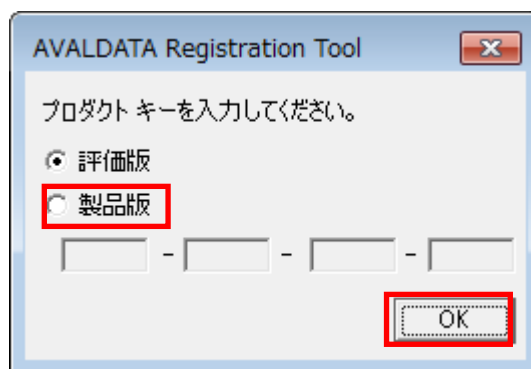 AVALDATA Registration Tool
プロダクト キーを入力してください。
評価版
製品版
- - -
OK